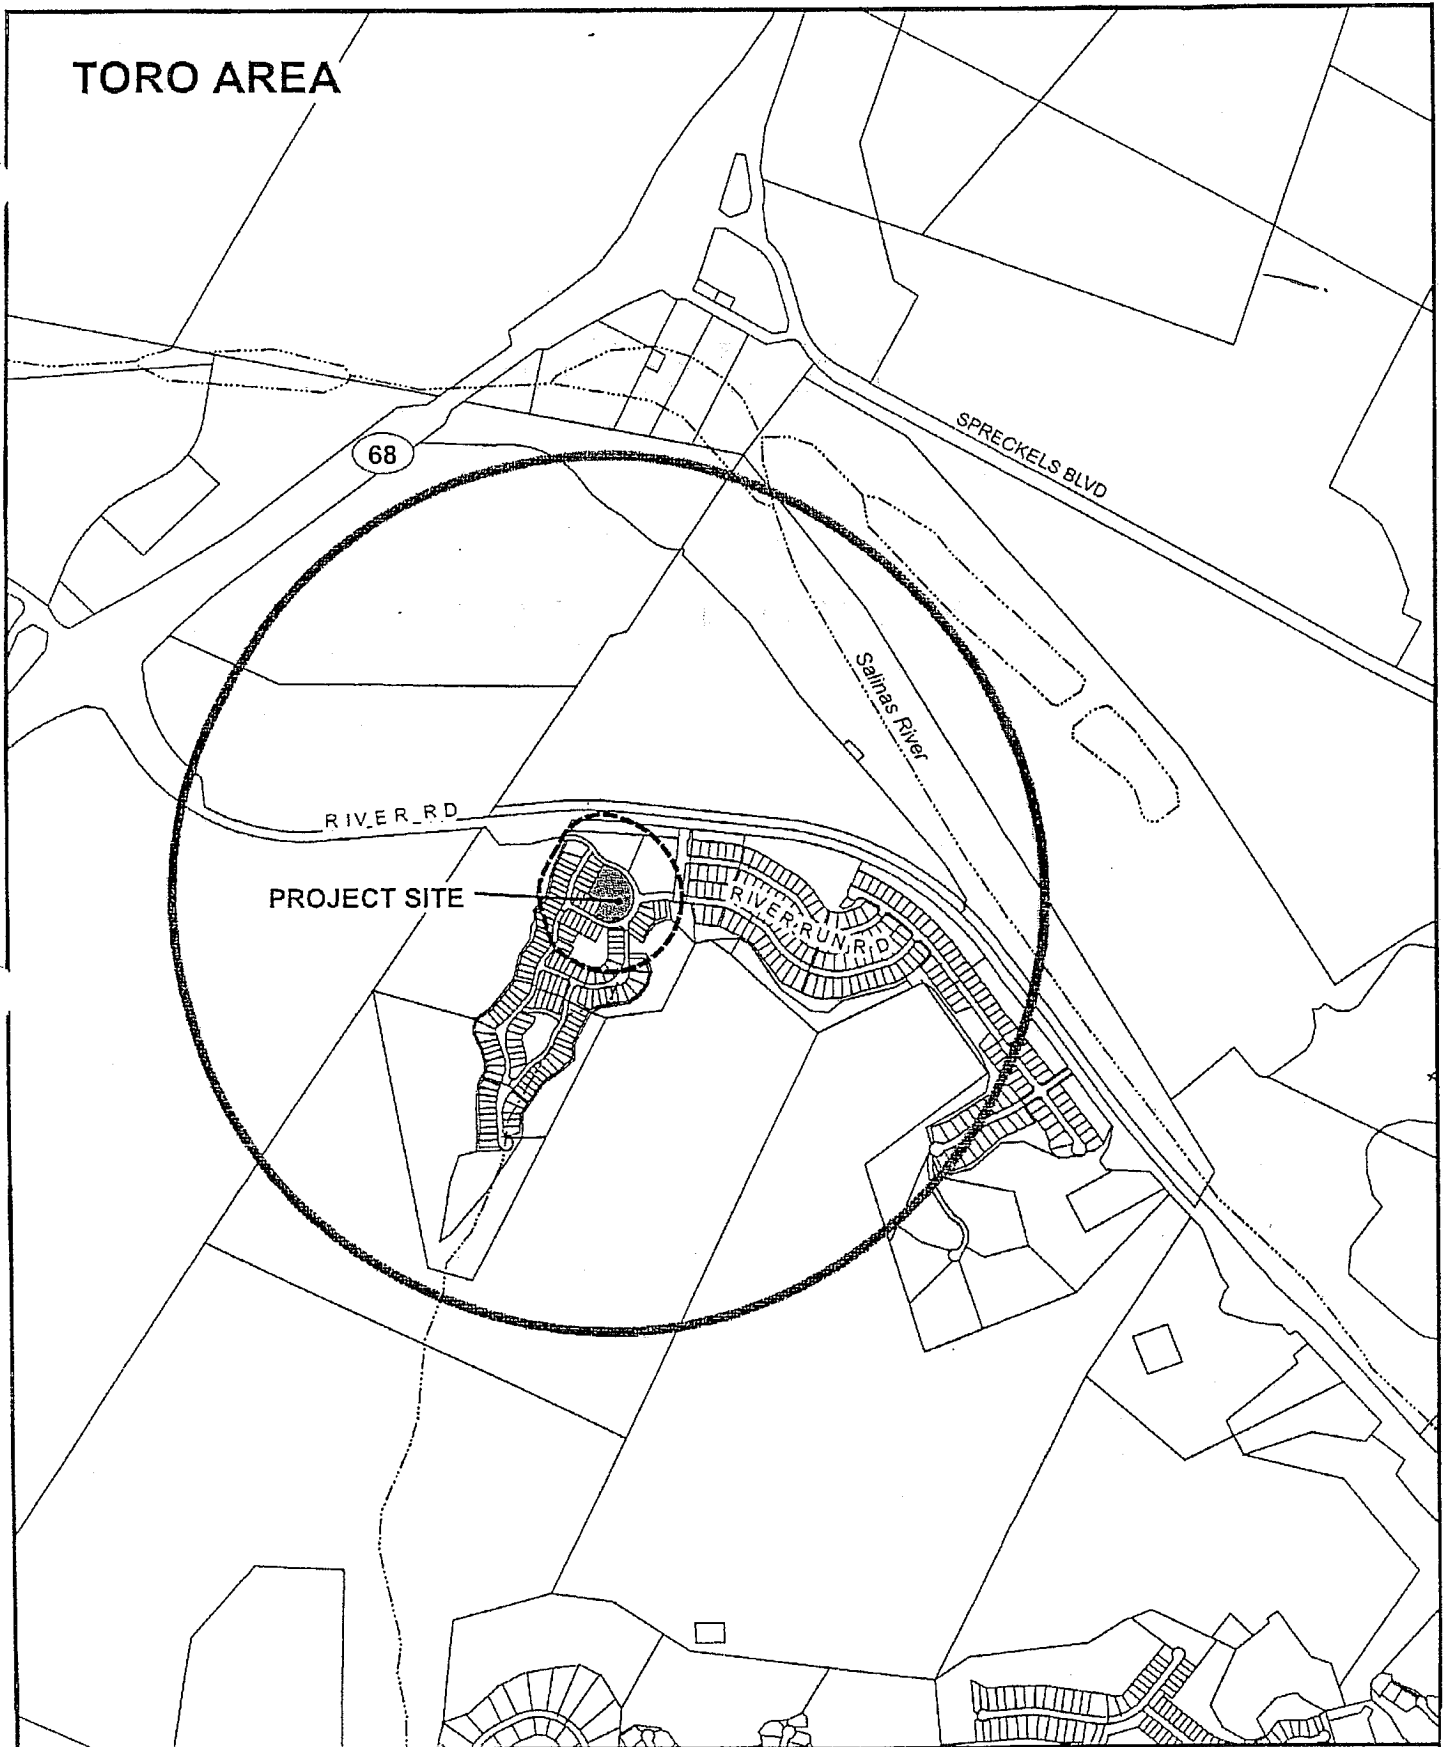 TORO AREA
68
SPRECKELS BLVD
Salinas River
RIVER RD
PROJECT SITE
RIVER RUN RD